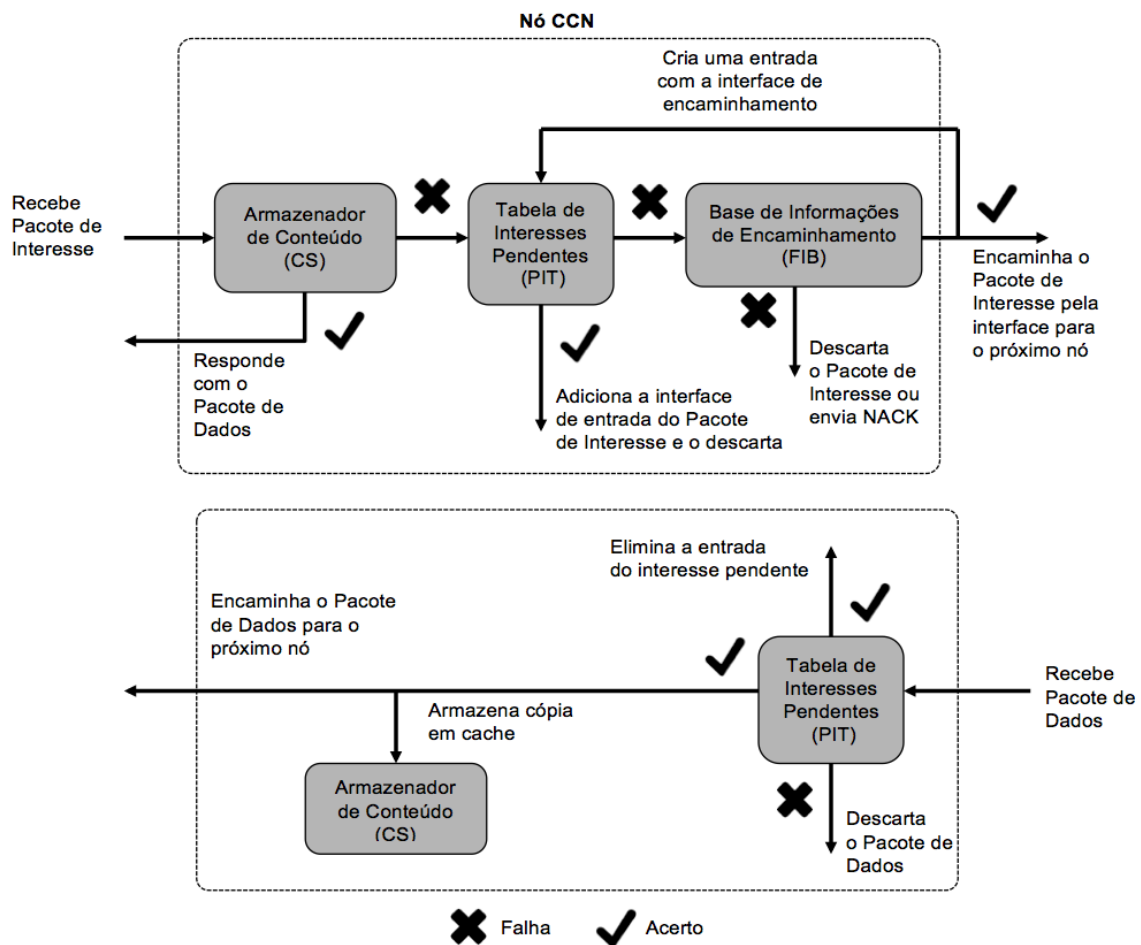 Nó CCN
Cria uma entrada
com a interface de
encaminhamento
Recebe
Pacote de
Interesse
Armazenador
de Conteúdo
(CS)
Tabela de
Interesses
Pendentes
(PIT)
Base de Informações
de Encaminhamento
(FIB)
Encaminha o
Pacote de
Interesse pela
interface para
o próximo nó
Responde
com o
Pacote de
Dados
Adiciona a interface
de entrada do Pacote
de Interesse e o descarta
Descarta
o Pacote de
Interesse ou
envia NACK
Elimina a entrada
do interesse pendente
Encaminha o Pacote
de Dados para o
próximo nó
Tabela de
Interesses
Pendentes
(PIT)
Recebe
Pacote de
Dados
Armazena cópia
em cache
Armazenador
de Conteúdo
(CS)
Descarta
o Pacote de
Dados
Falha
Acerto